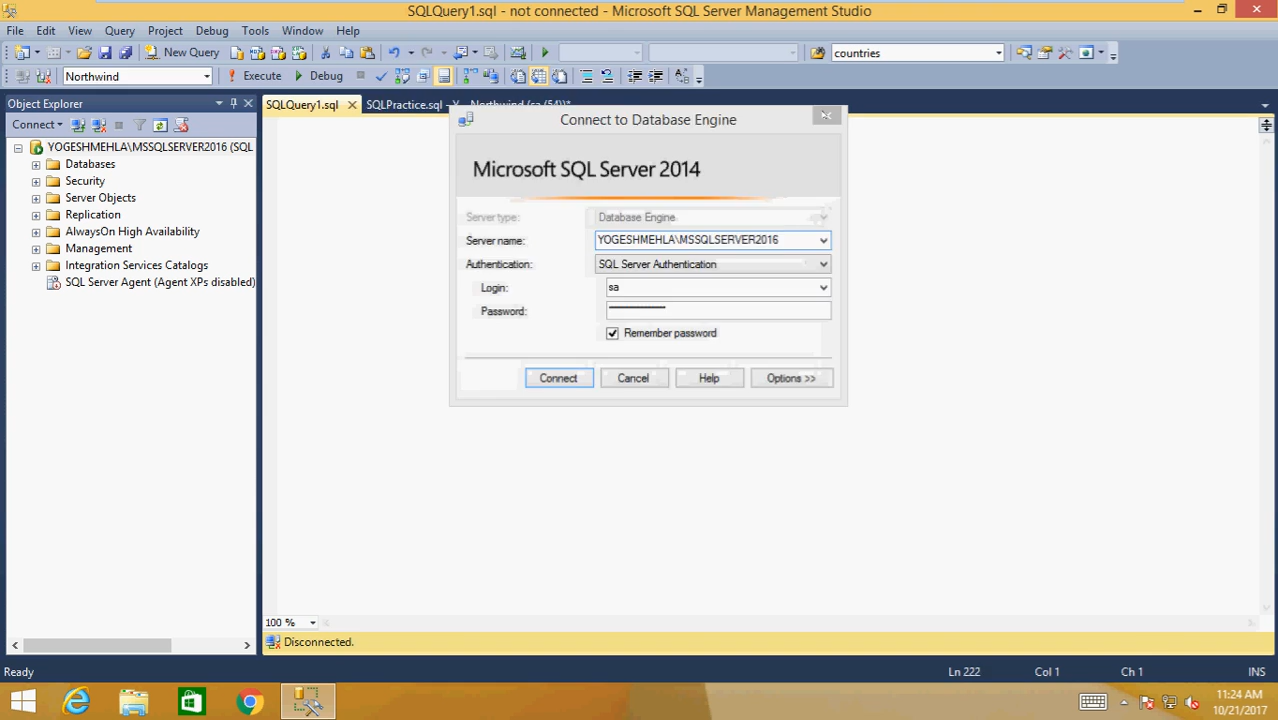 SQLQuery1.sql - not connected - Microsoft SQL Server Management Studio
File Edit View Query Project Debug Tools Window Help
New Query countries
Northwind Execute Debug
Object Explorer
SQLQuery1.sql SQLPractice.sql - Northwind (sa (54))*
Connect
YOGESHMEHLA\MSSQLSERVER2016 (SQL
Databases
Security
Server Objects
Replication
AlwaysOn High Availability
Management
Integration Services Catalogs
SQL Server Agent (Agent XPs disabled)
Connect to Database Engine
Microsoft SQL Server 2014
Server type: Database Engine
Server name: YOGESHMEHLA\MSSQLSERVER2016
Authentication: SQL Server Authentication
Login: sa
Password:
Remember password
Connect Cancel Help Options >>
100 %
Disconnected.
Ready Ln 222 Col 1 Ch 1 INS
11:24 AM
10/21/2017